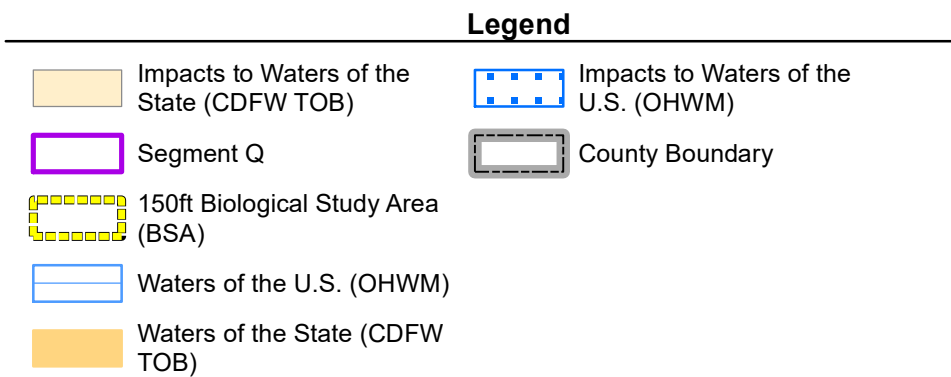 Legend
Impacts to Waters of the
State (CDFW TOB)
Segment Q
150ft Biological Study Area
(BSA)
Waters of the U.S. (OHWM)
Waters of the State (CDFW
TOB)
Impacts to Waters of the
U.S. (OHWM)
County Boundary